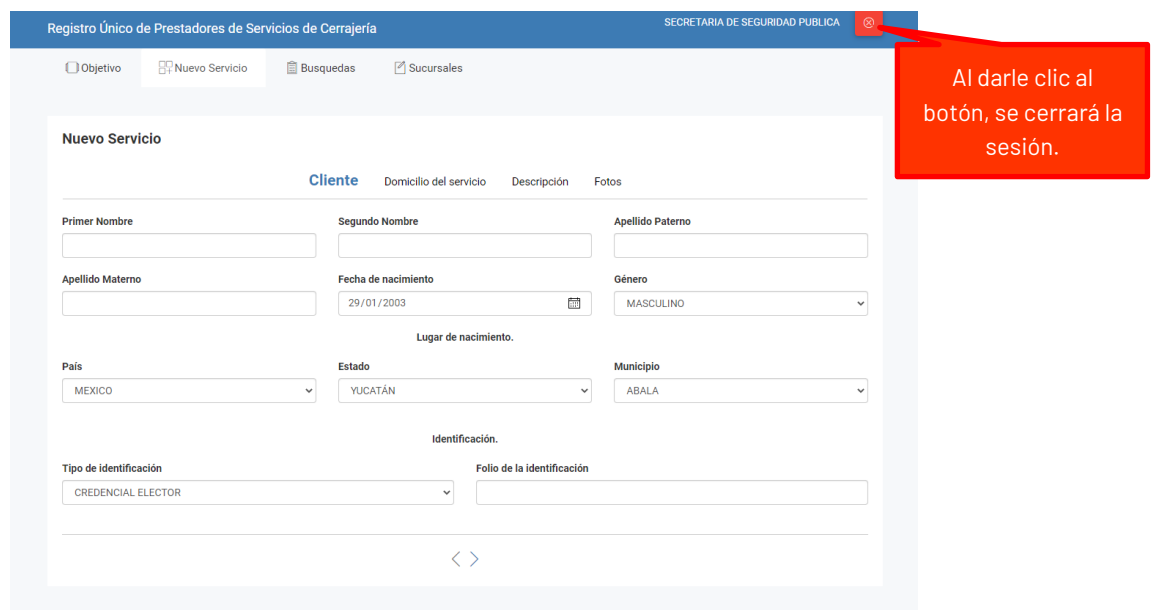 Registro Único de Prestadores de Servicios de Cerrajería
SECRETARIA DE SEGURIDAD PUBLICA
Objetivo
Nuevo Servicio
Busquedas
Sucursales
Al darle clic al
botón, se cerrará la
sesión.
Nuevo Servicio
Cliente
Domicilio del servicio
Descripción
Fotos
Primer Nombre
Segundo Nombre
Apellido Paterno
Apellido Materno
Fecha de nacimiento
Género
29/01/2003
MASCULINO
Lugar de nacimiento.
País
Estado
Municipio
MEXICO
YUCATÁN
ABALA
Identificación.
Tipo de identificación
Folio de la identificación
CREDENCIAL ELECTOR